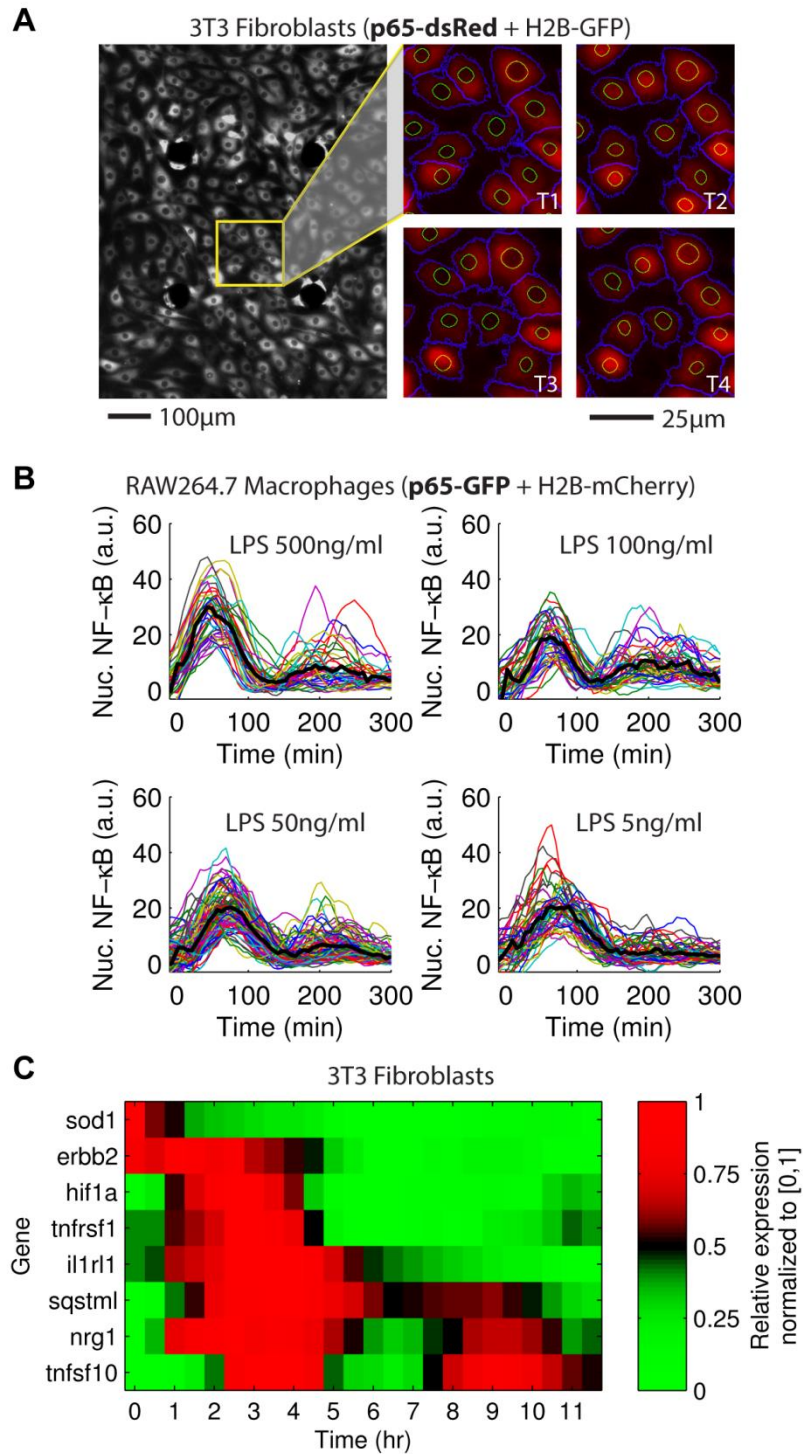 A
3T3 Fibroblasts (p65-dsRed + H2B-GFP)
T1
T2
T3
T4
100μm
25μm
B
RAW264.7 Macrophages (p65-GFP + H2B-mCherry)
Nuc. NF-κB (a.u.)
60
40
20
0
LPS 500ng/ml
0 100 200 300
Time (min)
Nuc. NF-κB (a.u.)
60
40
20
0
LPS 100ng/ml
0 100 200 300
Time (min)
Nuc. NF-κB (a.u.)
60
40
20
0
LPS 50ng/ml
0 100 200 300
Time (min)
Nuc. NF-κB (a.u.)
60
40
20
0
LPS 5ng/ml
0 100 200 300
Time (min)
C
3T3 Fibroblasts
Gene
sod1
erbb2
hif1a
tnfrsf1
il1rl1
sqstml
nrg1
tnfsf10
0 1 2 3 4 5 6 7 8 9 10 11
Time (hr)
1
0.75
0.5
0.25
0
Relative expression
normalized to [0,1]